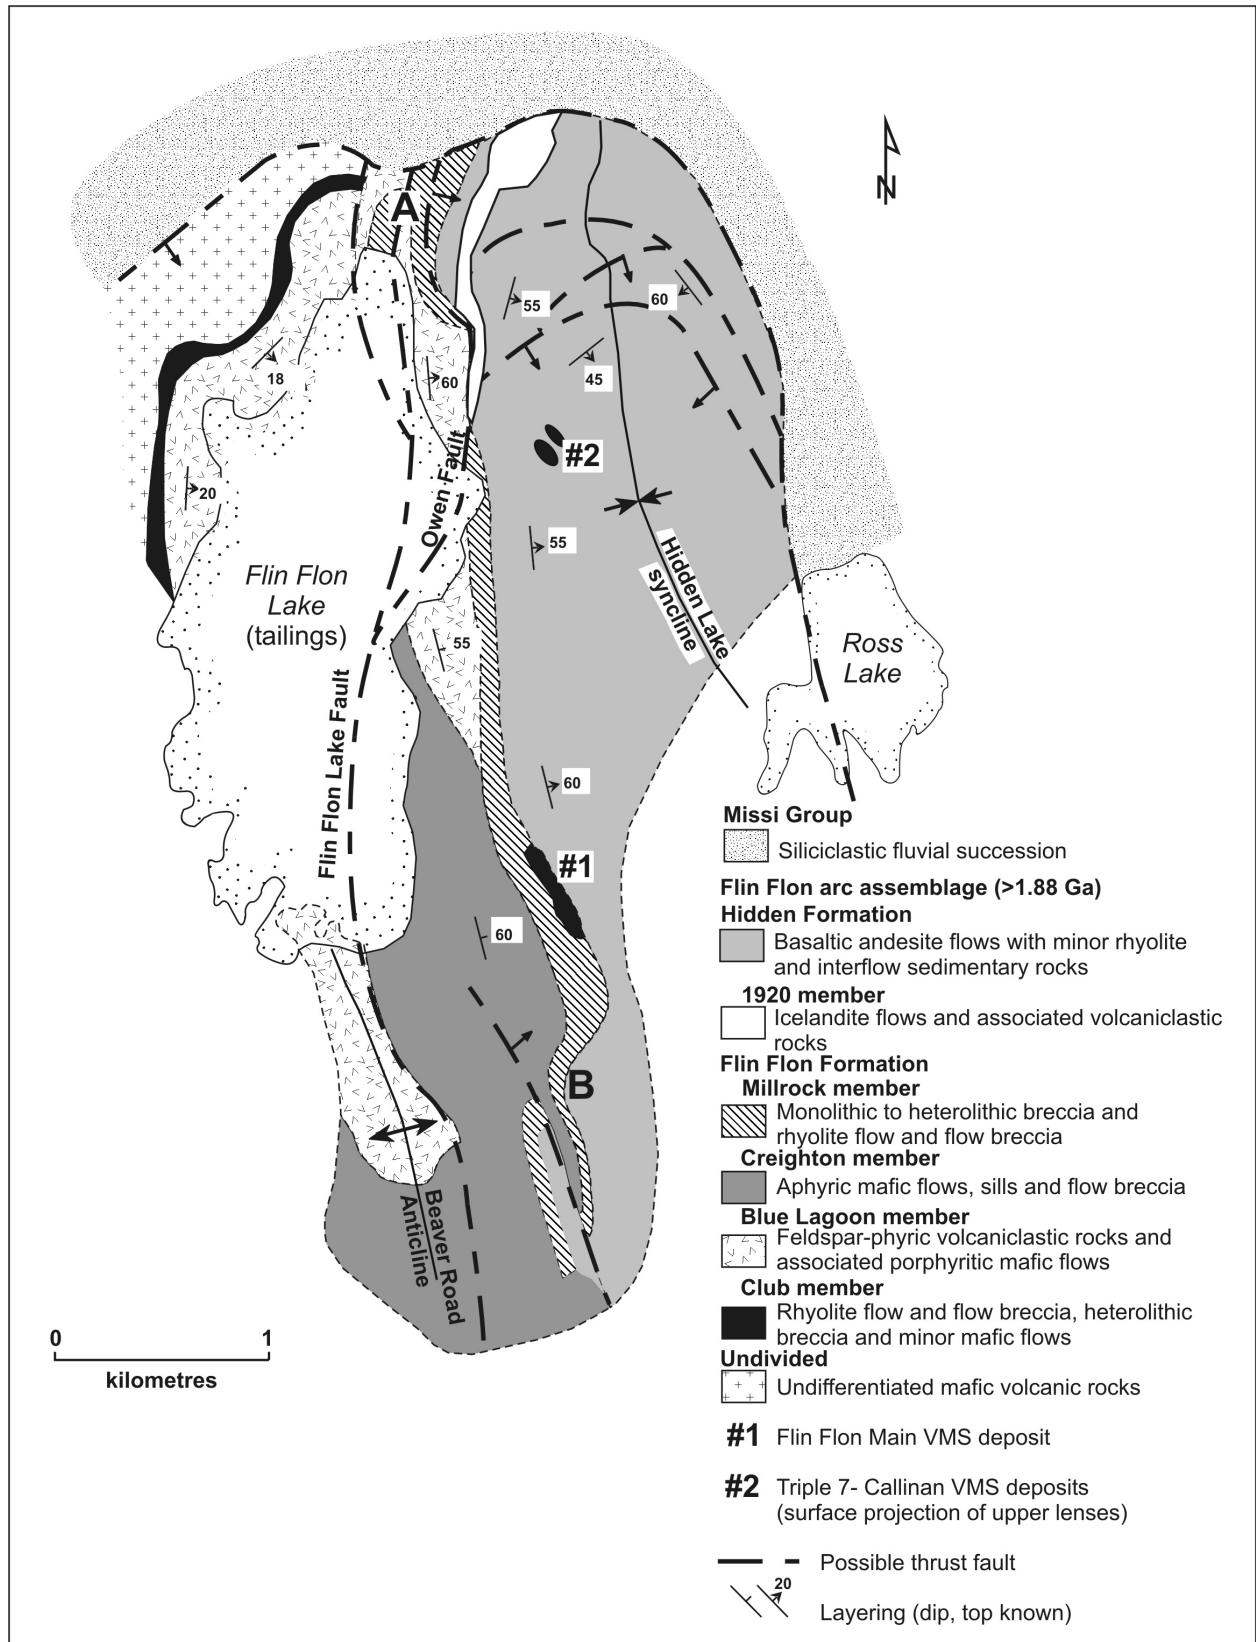 N
A
55
60
18
60
45
#2
20
Owen Fault
55
Hidden Lake
syncline
Flin Flon
Lake
(tailings)
55
Ross
Lake
Flin Flon Lake Fault
60
#1
60
B
Beaver Road
Anticline
0 1
kilometres
Missi Group
Siliciclastic fluvial succession
Flin Flon arc assemblage (>1.88 Ga)
Hidden Formation
Basaltic andesite flows with minor rhyolite
and interflow sedimentary rocks
1920 member
Icelandite flows and associated volcaniclastic
rocks
Flin Flon Formation
Millrock member
Monolithic to heterolithic breccia and
rhyolite flow and flow breccia
Creighton member
Aphyric mafic flows, sills and flow breccia
Blue Lagoon member
Feldspar-phyric volcaniclastic rocks and
associated porphyritic mafic flows
Club member
Rhyolite flow and flow breccia, heterolithic
breccia and minor mafic flows
Undivided
Undifferentiated mafic volcanic rocks
#1 Flin Flon Main VMS deposit
#2 Triple 7- Callinan VMS deposits
(surface projection of upper lenses)
Possible thrust fault
20
Layering (dip, top known)